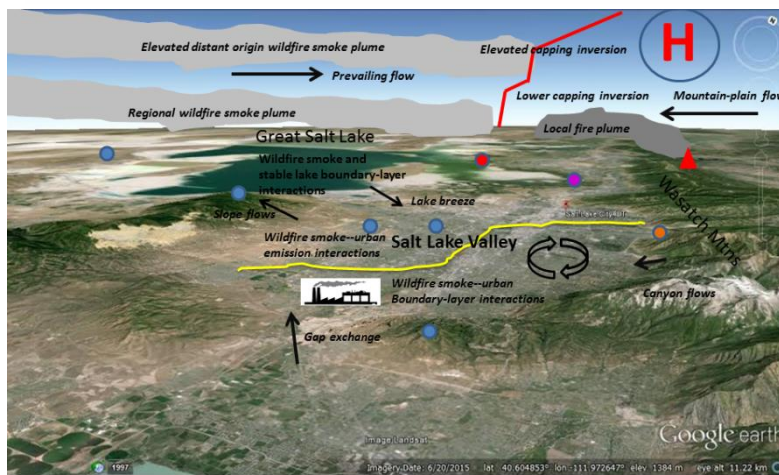 Elevated distant origin wildfire smoke plume
Elevated capping inversion
H
Prevailing flow
Lower capping inversion
Mountain-plain flow
Regional wildfire smoke plume
Local fire plume
Great Salt Lake
Wildfire smoke and
stable lake boundary-layer
interactions
Lake breeze
Wasatch Mtns
Slope flows
Salt Lake City
Wildfire smoke--urban
emission interactions
Salt Lake Valley
Wildfire smoke--urban
Boundary-layer interactions
Canyon flows
Gap exchange
Image Landsat
Google earth
1997
Imagery Date: 6/20/2015 lat 40.604853° lon -111.972647° elev 1384 m eye alt 11.22 km